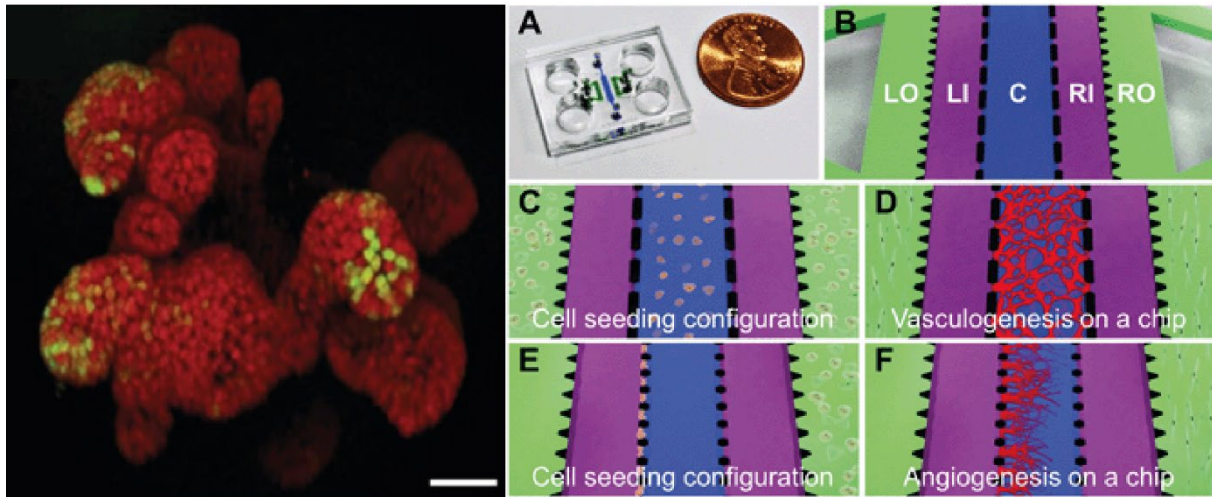 A
B
LO LI C RI RO
C
Cell seeding configuration
D
Vasculogenesis on a chip
E
Cell seeding configuration
F
Angiogenesis on a chip